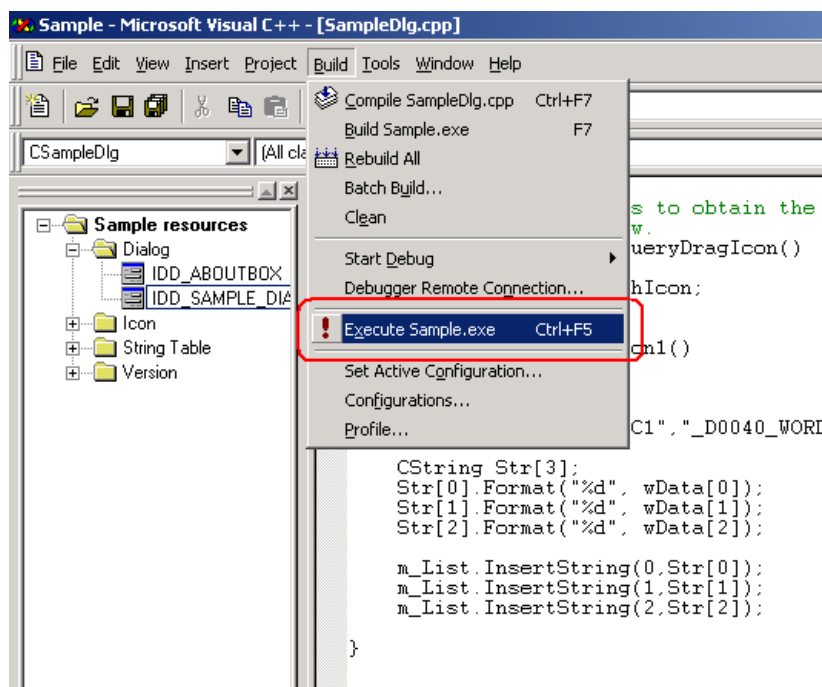 Sample - Microsoft Visual C++ - [SampleDlg.cpp]
File Edit View Insert Project Build Tools Window Help
CSampleDlg (All cla
Sample resources
Dialog
IDD_ABOUTBOX
IDD_SAMPLE_DIA
Icon
String Table
Version
Compile SampleDlg.cpp Ctrl+F7
Build Sample.exe F7
Rebuild All
Batch Build...
Clean
Start Debug
Debugger Remote Connection...
Execute Sample.exe Ctrl+F5
Set Active Configuration...
Configurations...
Profile...
s to obtain the
w.
ueryDragIcon()
hIcon;
on1()
C1","_D0040_WORD
CString Str[3];
Str[0].Format("%d", wData[0]);
Str[1].Format("%d", wData[1]);
Str[2].Format("%d", wData[2]);
m_List.InsertString(0,Str[0]);
m_List.InsertString(1,Str[1]);
m_List.InsertString(2,Str[2]);
}